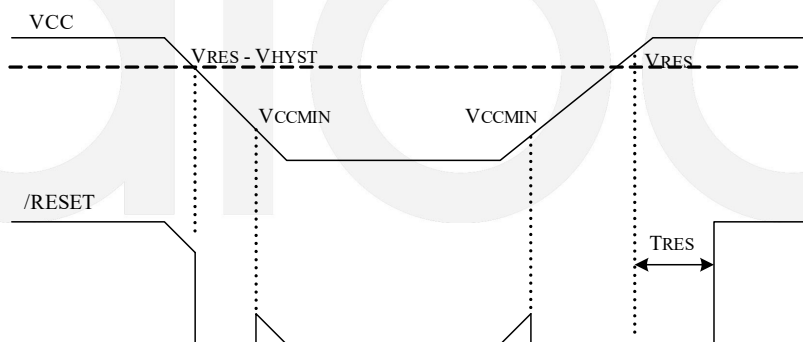 VCC
VRES - VHYST
VRES
VCCMIN
VCCMIN
/RESET
TRES